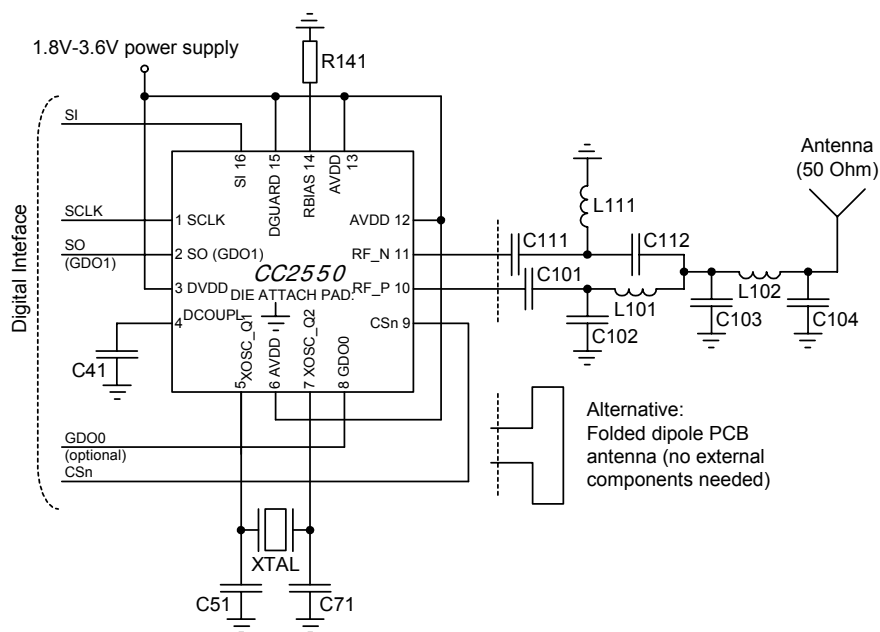 1.8V-3.6V power supply
R141
SI
Antenna
(50 Ohm)
SI 16
DGUARD 15
RBIAS 14
AVDD 13
L111
SCLK
1 SCLK
AVDD 12
SO
(GDO1)
2 SO (GDO1)
RF_N 11
C111
C112
CC2550
C101
3 DVDD
DIE ATTACH PAD:
RF_P 10
L101
L102
4
DCOUPL
CSn 9
C102
C103
C104
C41
5 XOSC_Q1
6 AVDD
7 XOSC_Q2
8 GDO0
Digital Inteface
Alternative:
Folded dipole PCB
antenna (no external
components needed)
GDO0
(optional)
CSn
XTAL
C51
C71